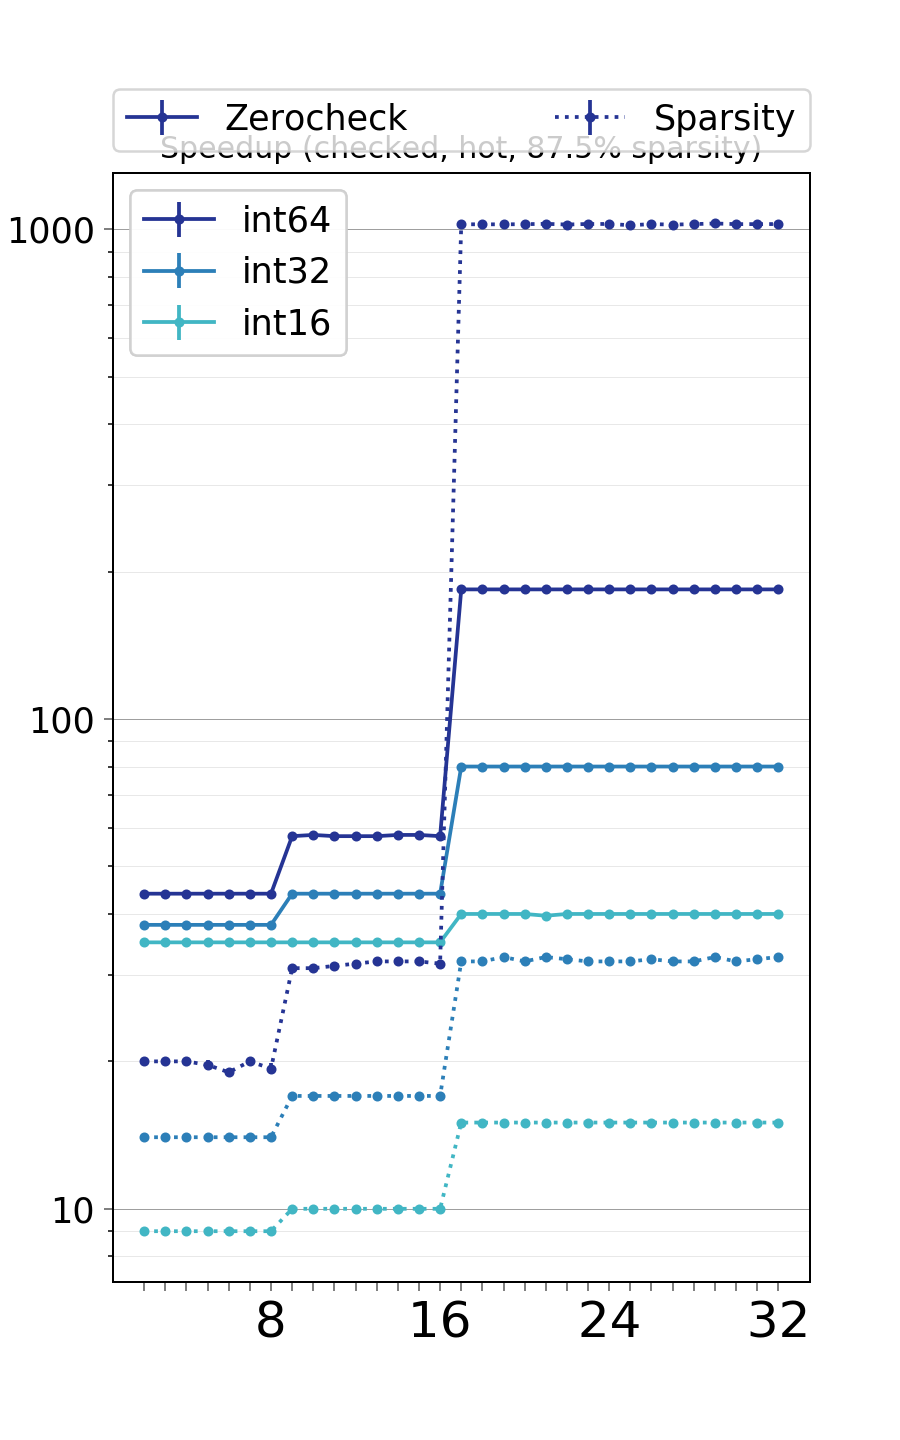 Zerocheck Sparsity
Speedup (checked, hot, 87.5% sparsity)
int64
int32
int16
1000
100
10
8 16 24 32